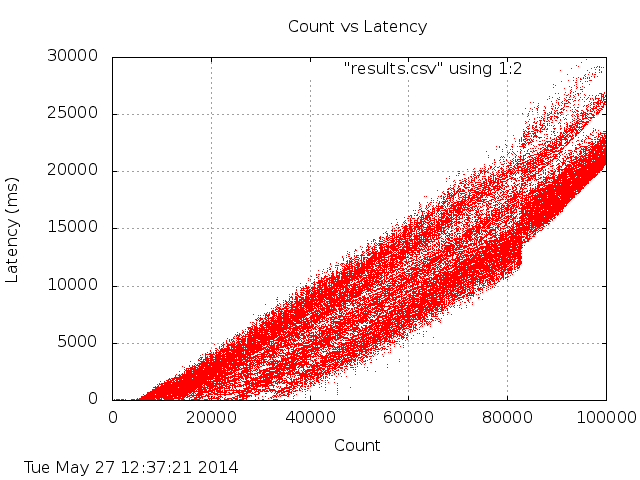 Count vs Latency
"results.csv" using 1:2
30000
25000
20000
15000
10000
5000
0
Latency (ms)
0 20000 40000 60000 80000 100000
Count
Tue May 27 12:37:21 2014